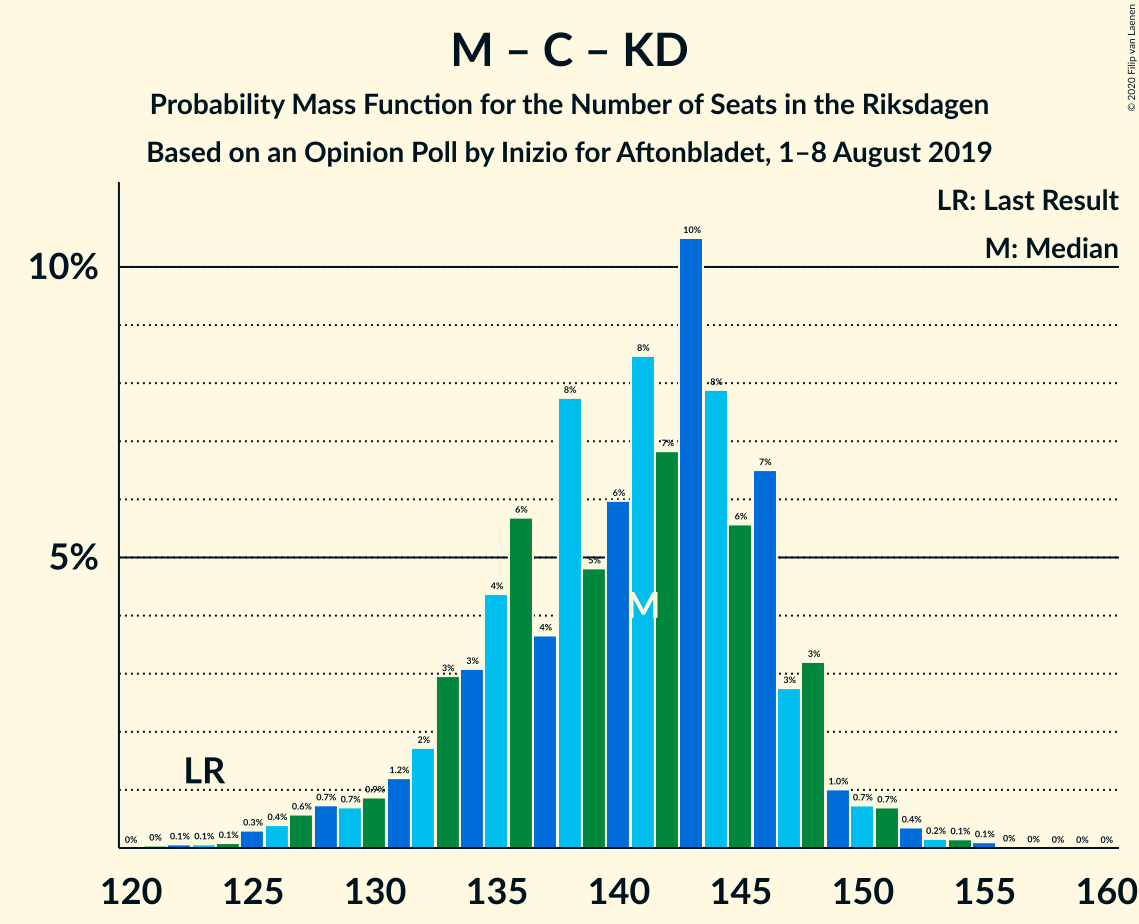 M – C – KD
Probability Mass Function for the Number of Seats in the Riksdagen
Based on an Opinion Poll by Inizio for Aftonbladet, 1–8 August 2019
© 2020 Filip van Laenen
LR: Last Result
M: Median
10%
5%
LR
M
0% 0% 0.1% 0.1% 0.1% 0.3% 0.4% 0.6% 0.7% 0.7% 0.9% 1.2% 2% 3% 3% 4% 6% 4% 8% 5% 6% 8% 7% 10% 8% 6% 7% 3% 3% 1.0% 0.7% 0.7% 0.4% 0.2% 0.1% 0.1% 0% 0% 0% 0% 0%
120 125 130 135 140 145 150 155 160